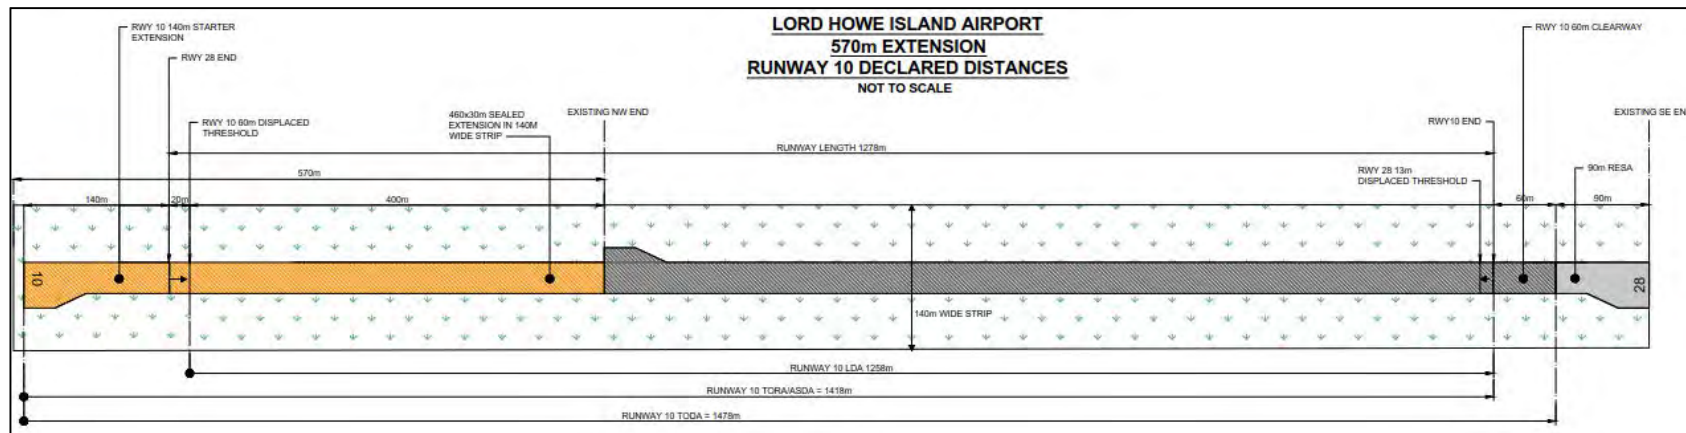 LORD HOWE ISLAND AIRPORT
570m EXTENSION
RUNWAY 10 DECLARED DISTANCES
NOT TO SCALE
RWY 10 140m STARTER
EXTENSION
RWY 28 END
RWY 10 60m DISPLACED
THRESHOLD
460x30m SEALED
EXTENSION IN 140M
WIDE STRIP
EXISTING NW END
RWY 10 60m CLEARWAY
RWY10 END
EXISTING SE EN
RUNWAY LENGTH 1278m
RWY 28 13m
DISPLACED THRESHOLD
90m RESA
570m
140m
20m
400m
60m
90m
10
28
140m WIDE STRIP
RUNWAY 10 LDA 1258m
RUNWAY 10 TORA/ASDA = 1418m
RUNWAY 10 TODA = 1478m